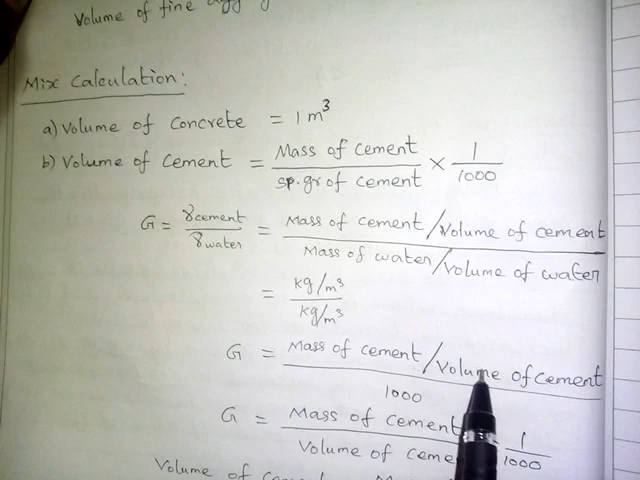 Volume of fine agg
Mix Calculation:
a) Volume of Concrete = 1 m³
b) Volume of Cement = Mass of cement / sp.gr of cement × 1/1000
G = γcement/γwater = Mass of cement/Volume of cement / Mass of water/Volume of water
= kg/m³ / kg/m³
G = Mass of cement/Volume of cement / 1000
G = Mass of cement / Volume of ceme 1/1000
Volume of